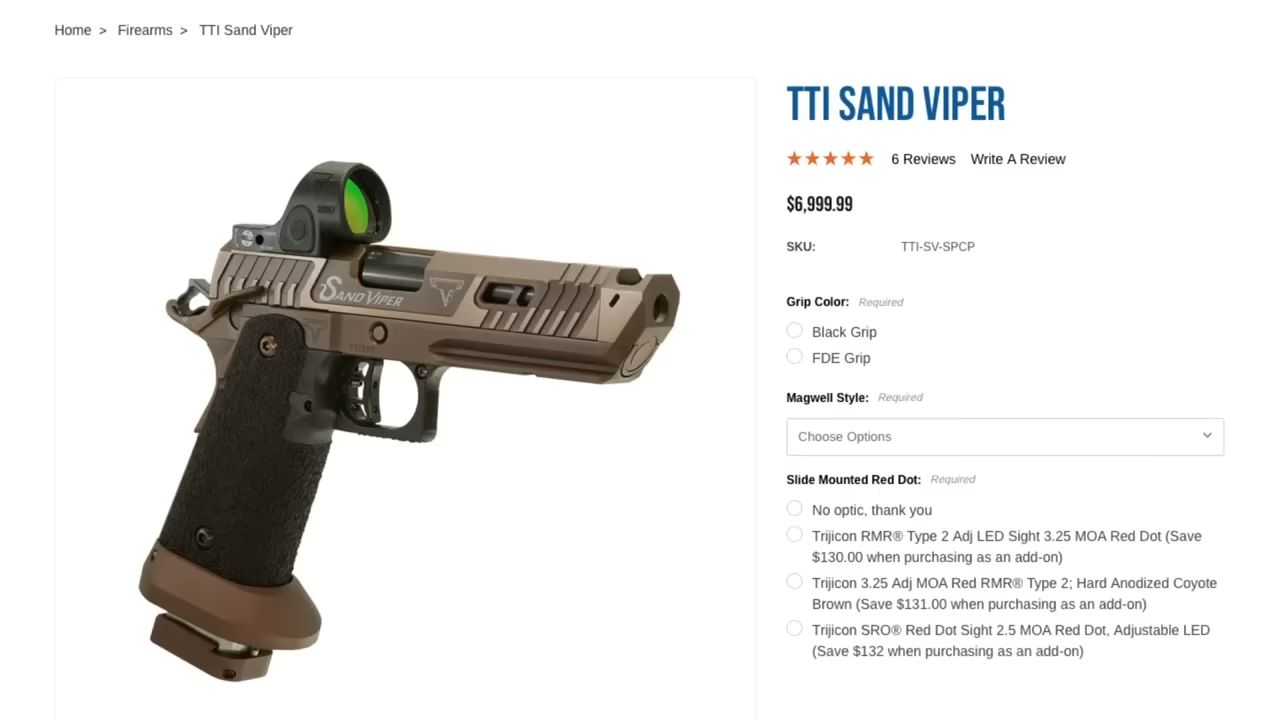 Home > Firearms > TTI Sand Viper
TTI SAND VIPER
★★★★★ 6 Reviews Write A Review
$6,999.99
SKU: TTI-SV-SPCP
SRO
SAND VIPER
Grip Color: Required
Black Grip
FDE Grip
Magwell Style: Required
Choose Options
Slide Mounted Red Dot: Required
No optic, thank you
Trijicon RMR® Type 2 Adj LED Sight 3.25 MOA Red Dot (Save
$130.00 when purchasing as an add-on)
Trijicon 3.25 Adj MOA Red RMR® Type 2; Hard Anodized Coyote
Brown (Save $131.00 when purchasing as an add-on)
Trijicon SRO® Red Dot Sight 2.5 MOA Red Dot, Adjustable LED
(Save $132 when purchasing as an add-on)